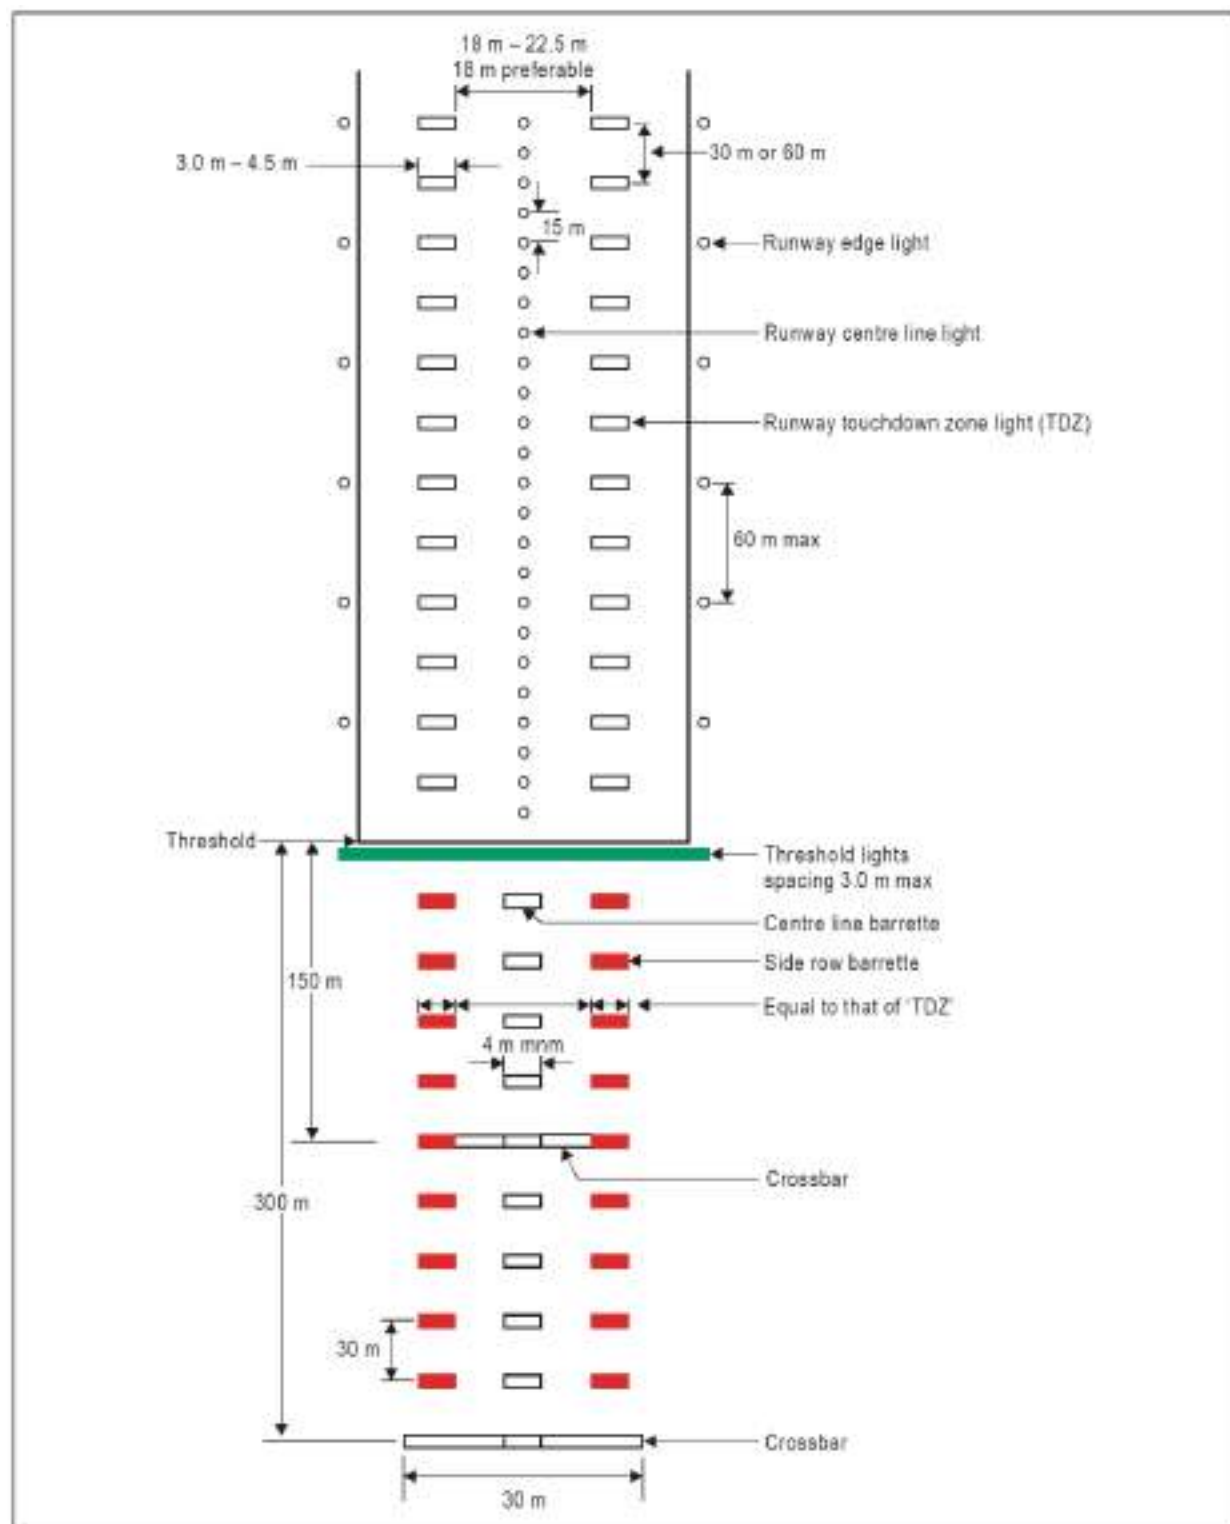 18 m – 22.5 m
18 m preferable
3.0 m – 4.5 m
30 m or 60 m
15 m
Runway edge light
Runway centre line light
Runway touchdown zone light (TDZ)
60 m max
Threshold
Threshold lights
spacing 3.0 m max
Centre line barrette
Side row barrette
150 m
Equal to that of 'TDZ'
4 m mnm
Crossbar
300 m
30 m
Crossbar
30 m